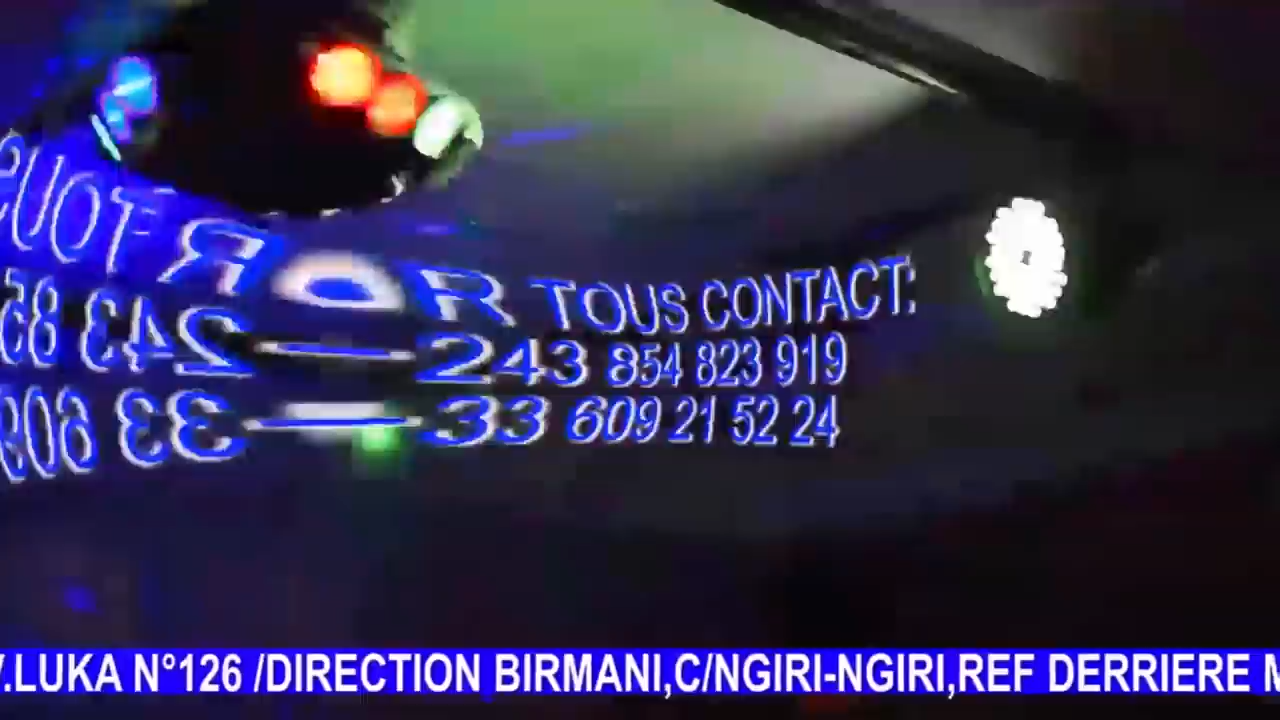 TOUS CONTACT:
243 854 823 919
33 609 21 52 24
.LUKA N°126 /DIRECTION BIRMANI,C/NGIRI-NGIRI,REF DERRIERE